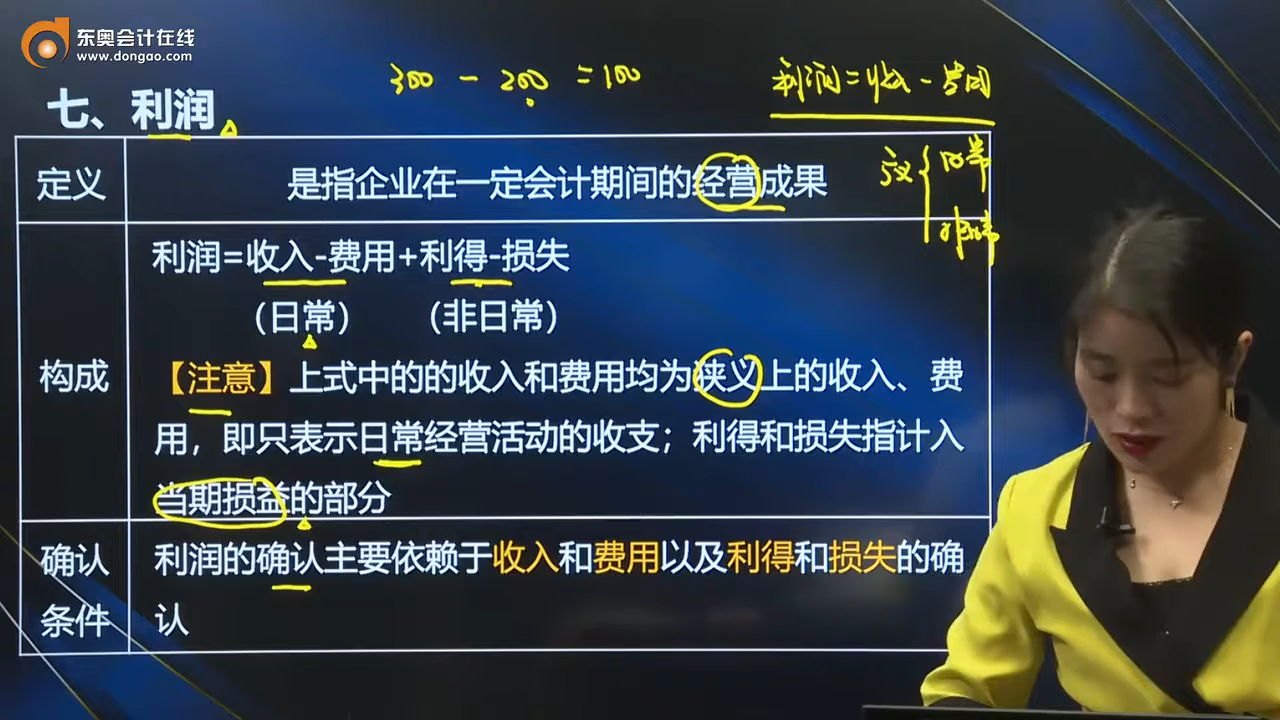 东奥会计在线
www.dongao.com
300 - 200 = 100
利润=收入-费用
七、利润
定义
是指企业在一定会计期间的经营成果
广义
日常
非日常
构成
利润=收入-费用+利得-损失
（日常） （非日常）
【注意】上式中的的收入和费用均为狭义上的收入、费
用，即只表示日常经营活动的收支；利得和损失指计入
当期损益的部分
确认
条件
利润的确认主要依赖于收入和费用以及利得和损失的确
认